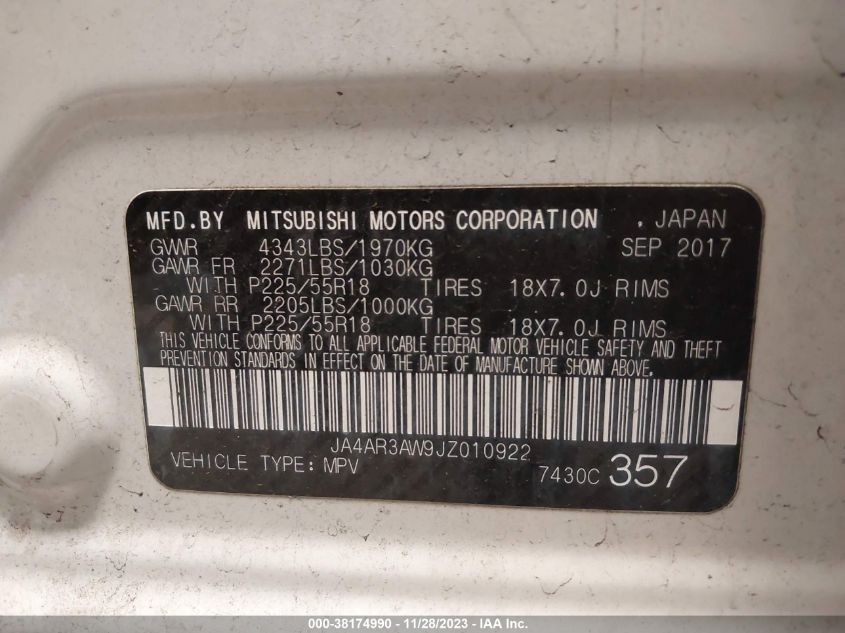 MFD.BY MITSUBISHI MOTORS CORPORATION . JAPAN
GWR 4343LBS/1970KG SEP 2017
GAWR FR 2271LBS/1030KG
WITH P225/55R18 TIRES 18X7.0J RIMS
GAWR RR 2205LBS/1000KG
WITH P225/55R18 TIRES 18X7.0J RIMS
THIS VEHICLE CONFORMS TO ALL APPLICABLE FEDERAL MOTOR VEHICLE SAFETY AND THEFT
PREVENTION STANDARDS IN EFFECT ON THE DATE OF MANUFACTURE SHOWN ABOVE.
JA4AR3AW9JZ010922
VEHICLE TYPE: MPV 7430C 357
000-38174990 - 11/28/2023 - IAA Inc.